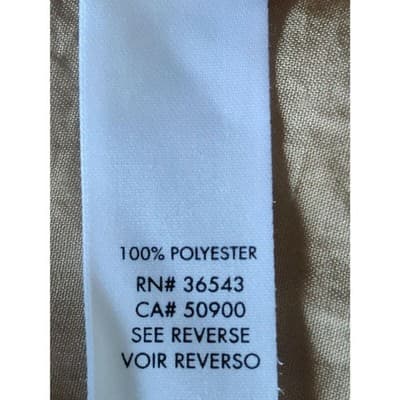 100% POLYESTER
RN# 36543
CA# 50900
SEE REVERSE
VOIR REVERSO